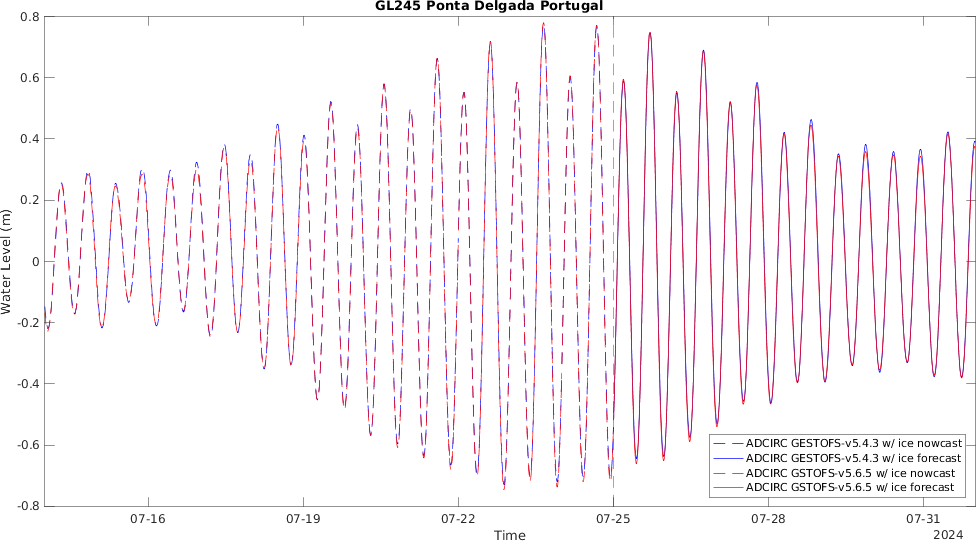 GL245 Ponta Delgada Portugal
0.8
0.6
0.4
0.2
0
-0.2
-0.4
-0.6
-0.8
Water Level (m)
07-16
07-19
07-22
07-25
07-28
07-31
Time
2024
ADCIRC GESTOFS-v5.4.3 w/ ice nowcast
ADCIRC GESTOFS-v5.4.3 w/ ice forecast
ADCIRC GSTOFS-v5.6.5 w/ ice nowcast
ADCIRC GSTOFS-v5.6.5 w/ ice forecast